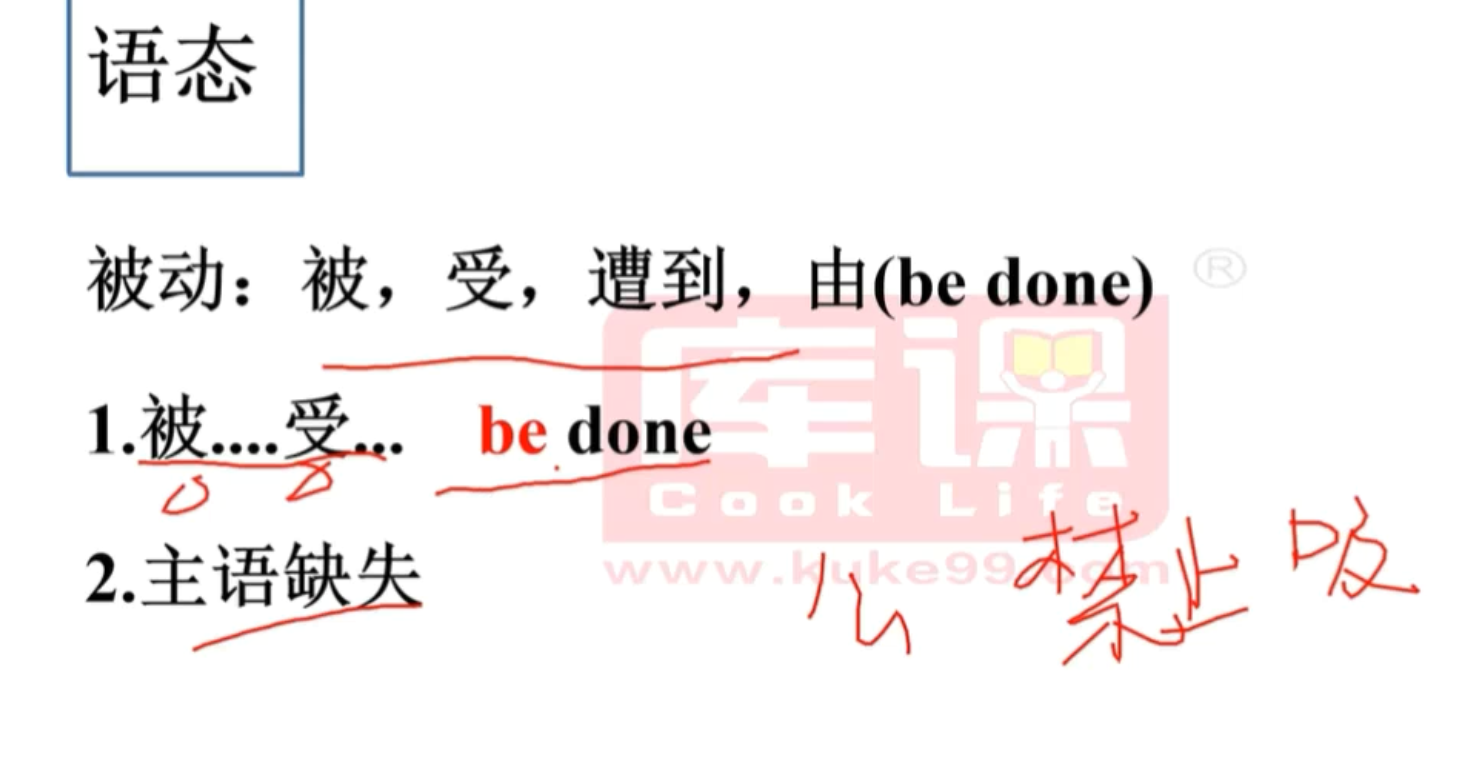 语态
被动：被，受，遭到，由(be done)
®
库课
1.被....受... be done
Cook Life
2.主语缺失
www.kuke99.com
公 禁止 吸